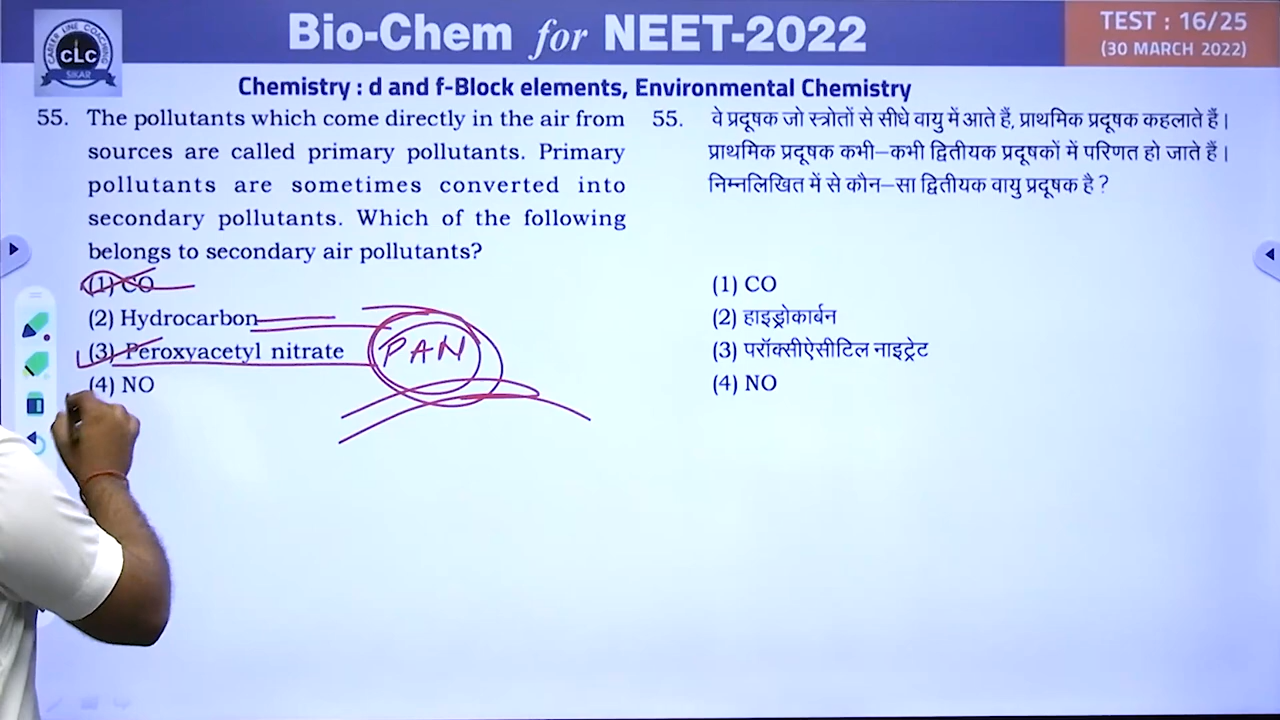 CAREER LINE COACHING
CLC
SIKAR
Bio-Chem for NEET-2022
TEST : 16/25
(30 MARCH 2022)
Chemistry : d and f-Block elements, Environmental Chemistry
55. The pollutants which come directly in the air from
sources are called primary pollutants. Primary
pollutants are sometimes converted into
secondary pollutants. Which of the following
belongs to secondary air pollutants?
(1) CO
(2) Hydrocarbon
(3) Peroxyacetyl nitrate
(4) NO
PAN
55. वे प्रदूषक जो स्त्रोतों से सीधे वायु में आते हैं, प्राथमिक प्रदूषक कहलाते हैं।
प्राथमिक प्रदूषक कभी–कभी द्वितीयक प्रदूषकों में परिणत हो जाते हैं।
निम्नलिखित में से कौन–सा द्वितीयक वायु प्रदूषक है ?
(1) CO
(2) हाइड्रोकार्बन
(3) परॉक्सीऐसीटिल नाइट्रेट
(4) NO